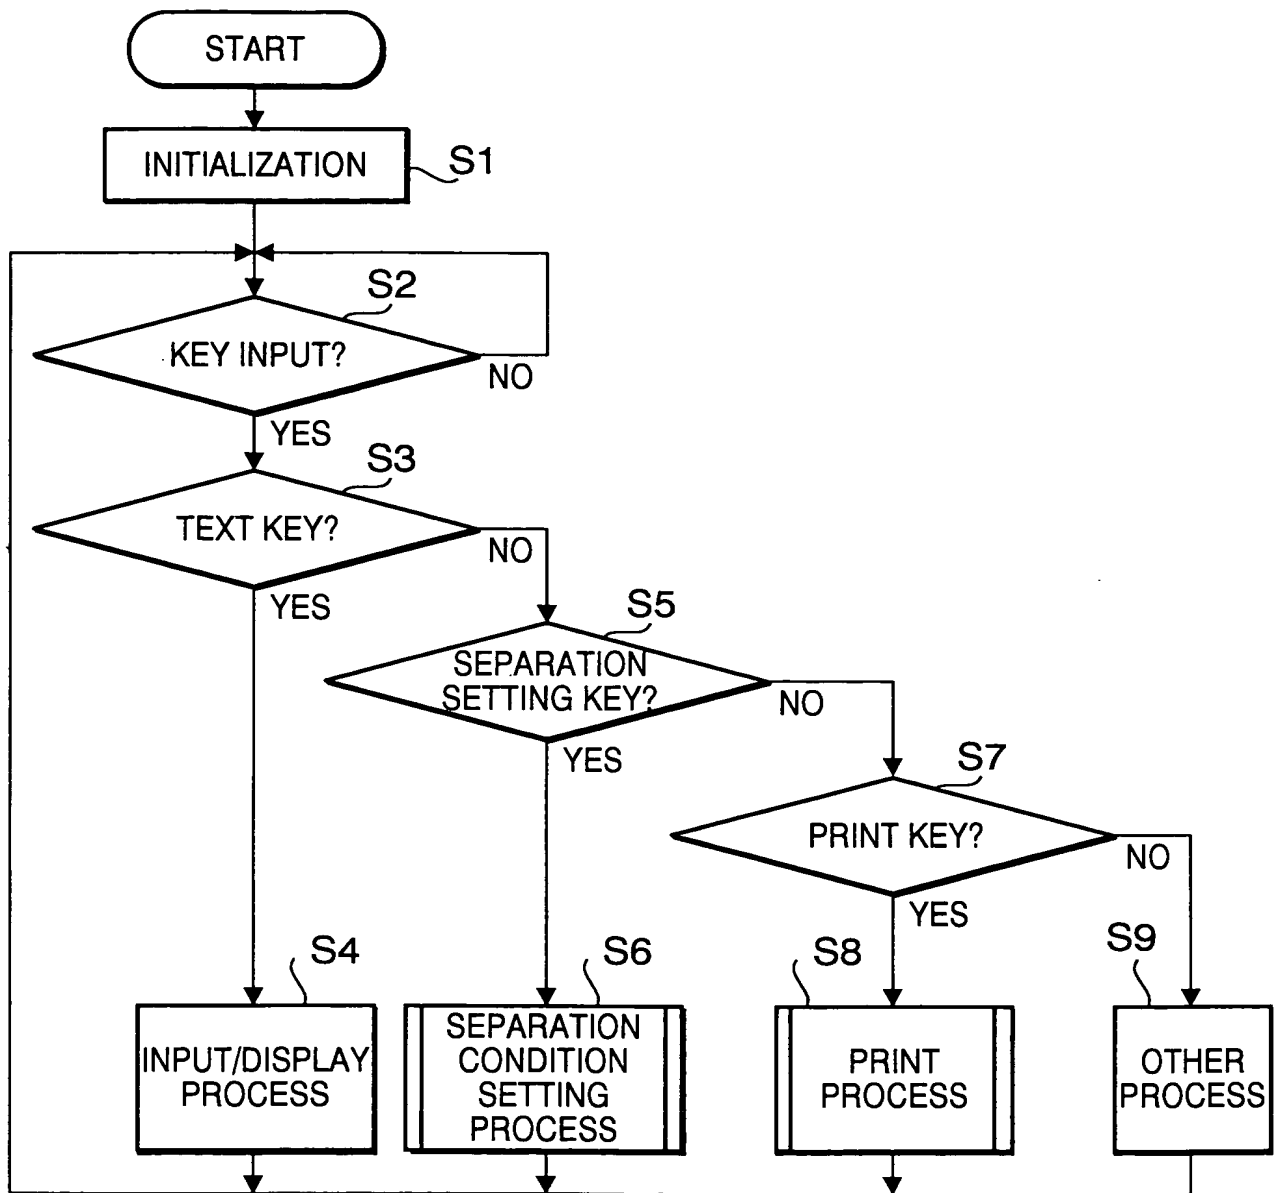 START
INITIALIZATION
S1
S2
KEY INPUT?
NO
YES
S3
TEXT KEY?
NO
YES
S5
SEPARATION
SETTING KEY?
NO
YES
S7
PRINT KEY?
NO
YES
S4
INPUT/DISPLAY
PROCESS
S6
SEPARATION
CONDITION
SETTING
PROCESS
S8
PRINT
PROCESS
S9
OTHER
PROCESS